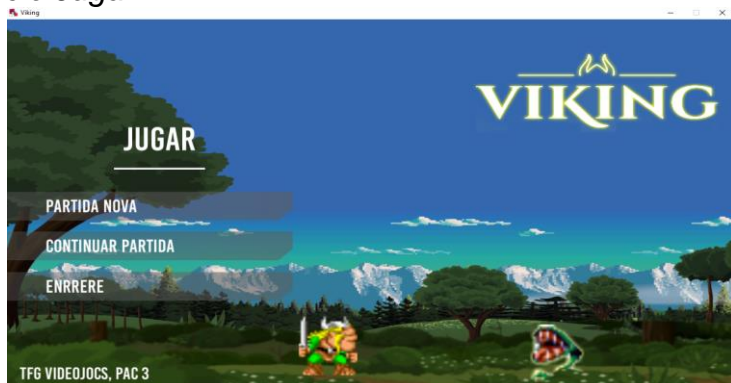 Viking
VIKING
JUGAR
PARTIDA NOVA
CONTINUAR PARTIDA
ENRRERE
TFG VIDEOJOCS, PAC 3